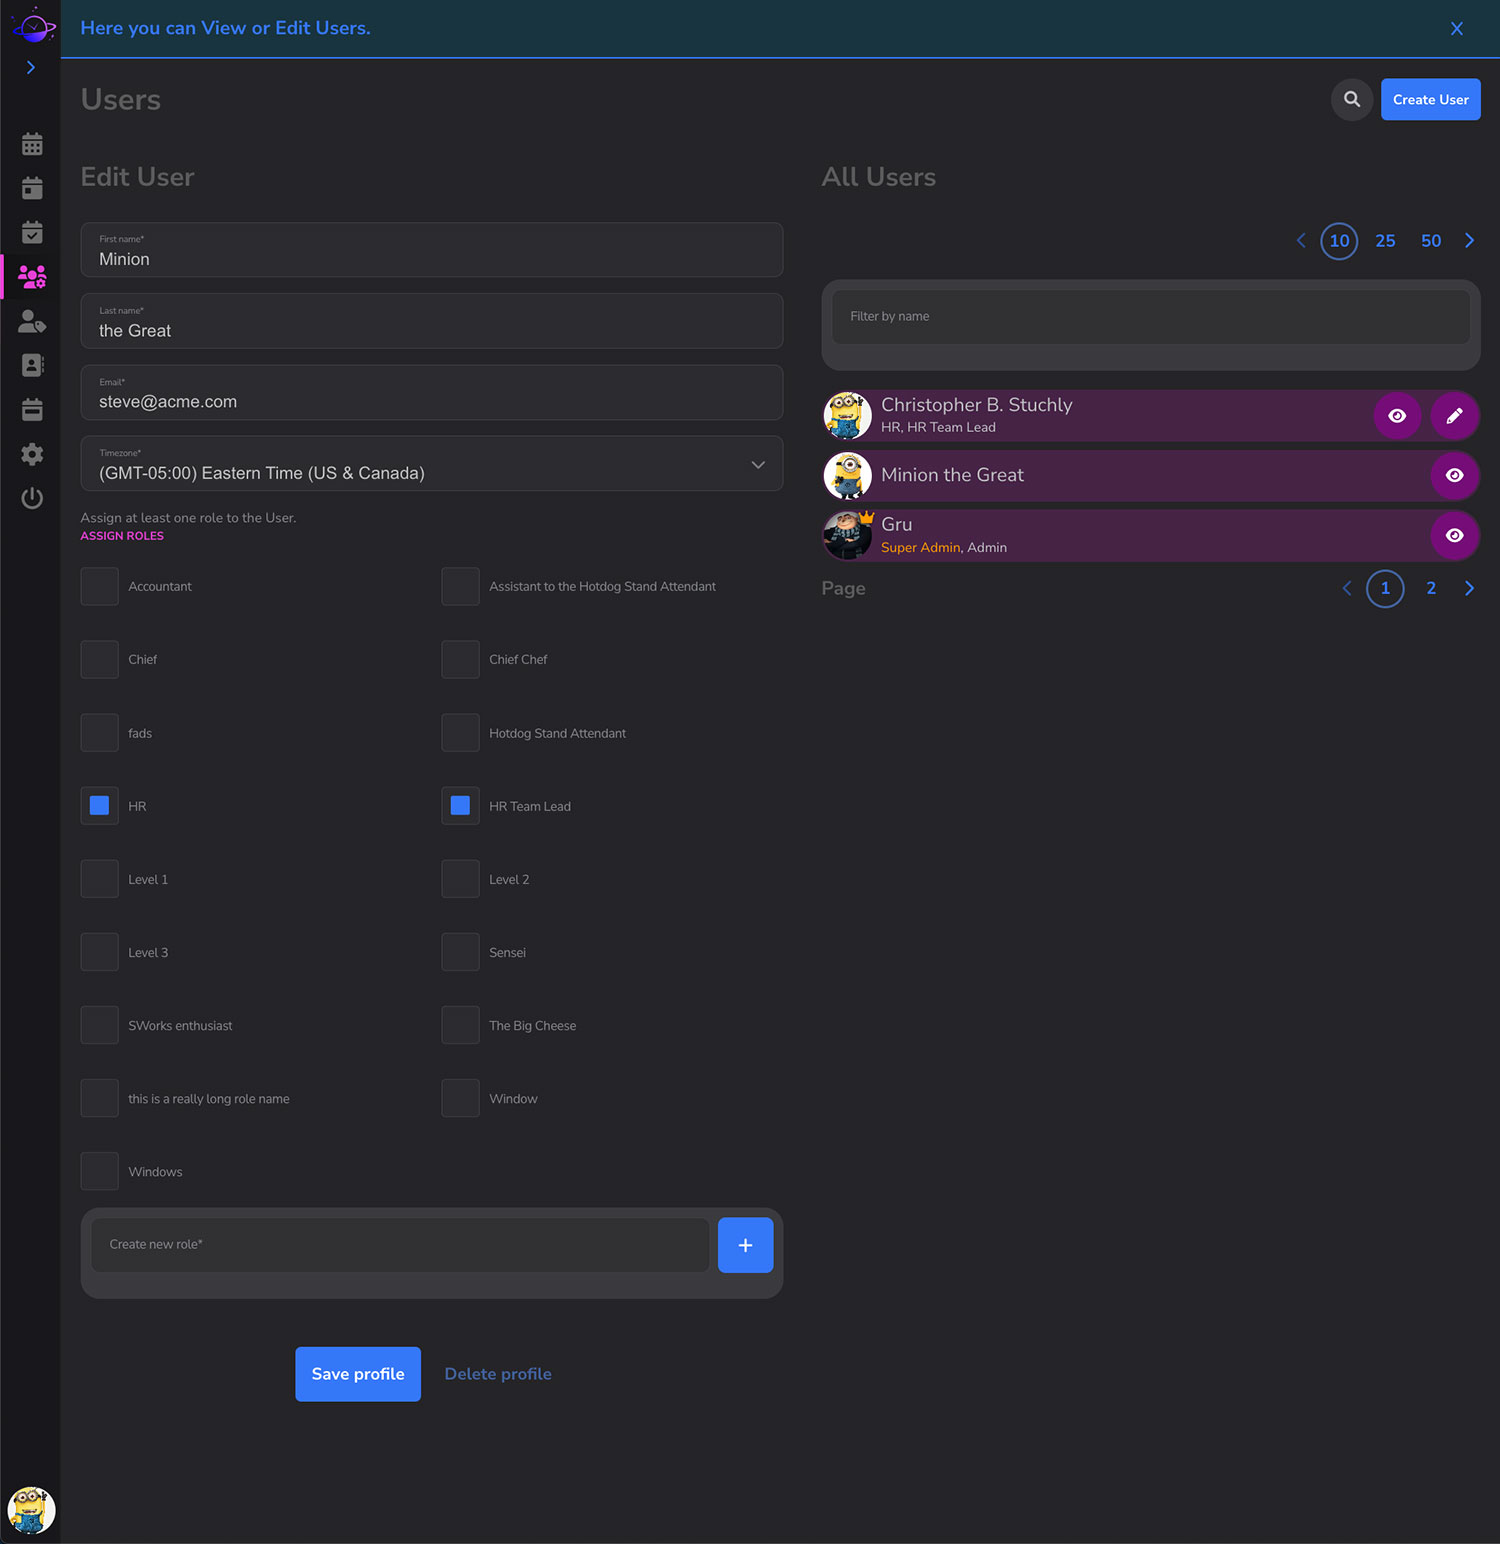 Here you can View or Edit Users.
X
Users
Create User
Edit User
First name*
Minion
Last name*
the Great
Email*
steve@acme.com
Timezone*
(GMT-05:00) Eastern Time (US & Canada)
Assign at least one role to the User.
ASSIGN ROLES
Accountant
Assistant to the Hotdog Stand Attendant
Chief
Chief Chef
fads
Hotdog Stand Attendant
HR
HR Team Lead
Level 1
Level 2
Level 3
Sensei
SWorks enthusiast
The Big Cheese
this is a really long role name
Window
Windows
Create new role*
+
Save profile
Delete profile
All Users
10 25 50
Filter by name
Christopher B. Stuchly
HR, HR Team Lead
Minion the Great
Gru
Super Admin, Admin
Page
1 2